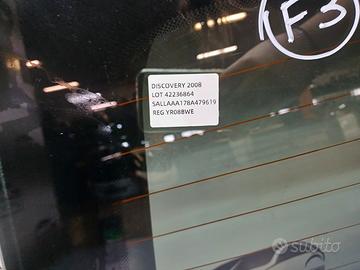 F3
DISCOVERY 2008
LOT 42236864
SALLAAA178A479619
REG YR08BWE
subito